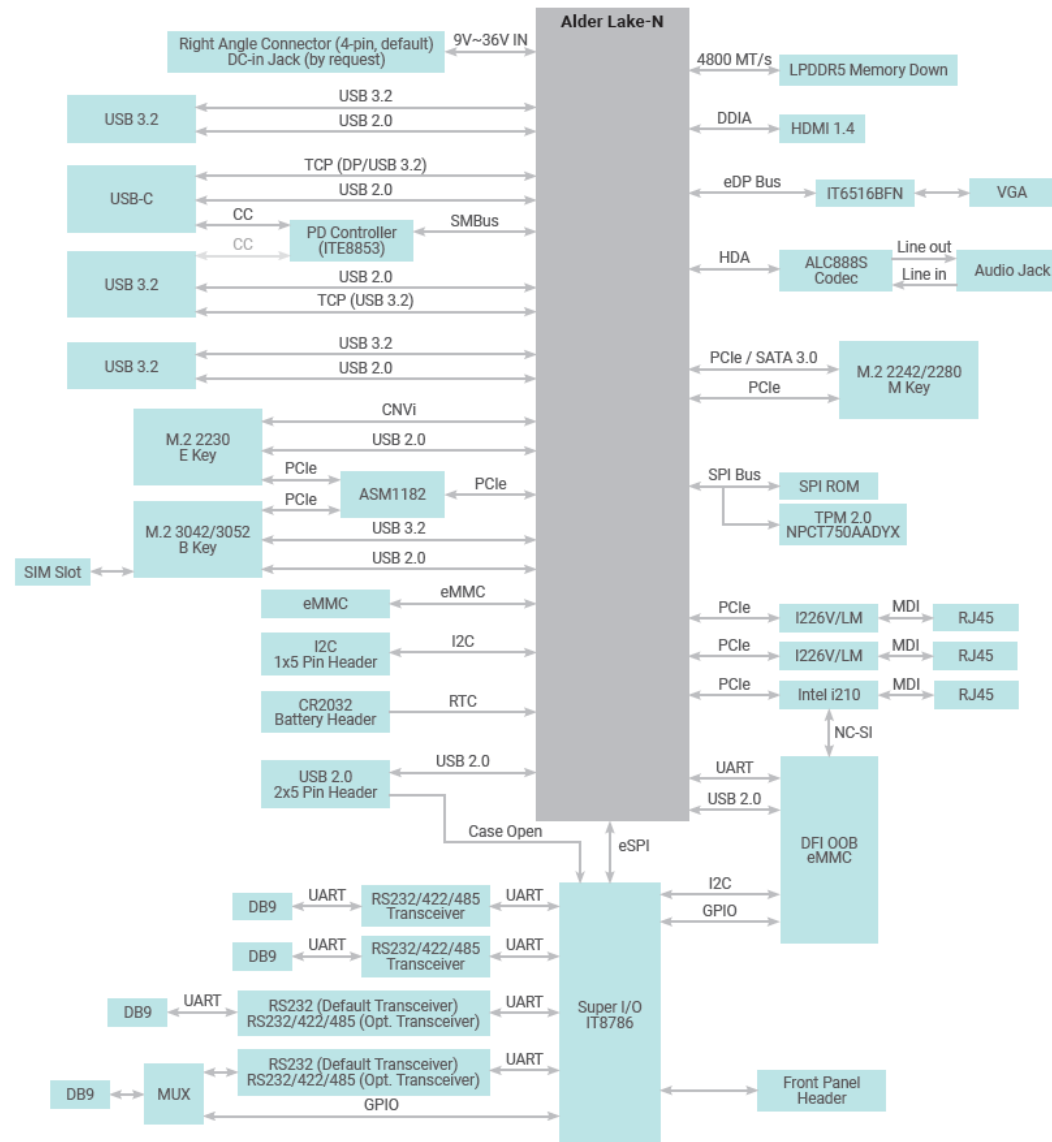 Alder Lake-N
Right Angle Connector (4-pin, default)
DC-in Jack (by request)
9V~36V IN
4800 MT/s
LPDDR5 Memory Down
USB 3.2
USB 3.2
USB 2.0
DDIA
HDMI 1.4
USB-C
TCP (DP/USB 3.2)
USB 2.0
CC
PD Controller
(ITE8853)
SMBus
eDP Bus
IT6516BFN
VGA
CC
USB 3.2
USB 2.0
TCP (USB 3.2)
HDA
ALC888S
Codec
Line out
Line in
Audio Jack
USB 3.2
USB 3.2
USB 2.0
PCIe / SATA 3.0
PCIe
M.2 2242/2280
M Key
M.2 2230
E Key
CNVi
USB 2.0
PCIe
ASM1182
PCIe
PCIe
M.2 3042/3052
B Key
USB 3.2
USB 2.0
SIM Slot
SPI Bus
SPI ROM
TPM 2.0
NPCT750AADYX
eMMC
eMMC
I2C
1x5 Pin Header
I2C
CR2032
Battery Header
RTC
USB 2.0
2x5 Pin Header
USB 2.0
Case Open
PCIe
I226V/LM
MDI
RJ45
PCIe
I226V/LM
MDI
RJ45
PCIe
Intel i210
MDI
RJ45
NC-SI
UART
USB 2.0
DFI OOB
eMMC
eSPI
I2C
GPIO
DB9
UART
RS232/422/485
Transceiver
UART
DB9
UART
RS232/422/485
Transceiver
UART
DB9
UART
RS232 (Default Transceiver)
RS232/422/485 (Opt. Transceiver)
UART
Super I/O
IT8786
DB9
MUX
RS232 (Default Transceiver)
RS232/422/485 (Opt. Transceiver)
UART
GPIO
Front Panel
Header